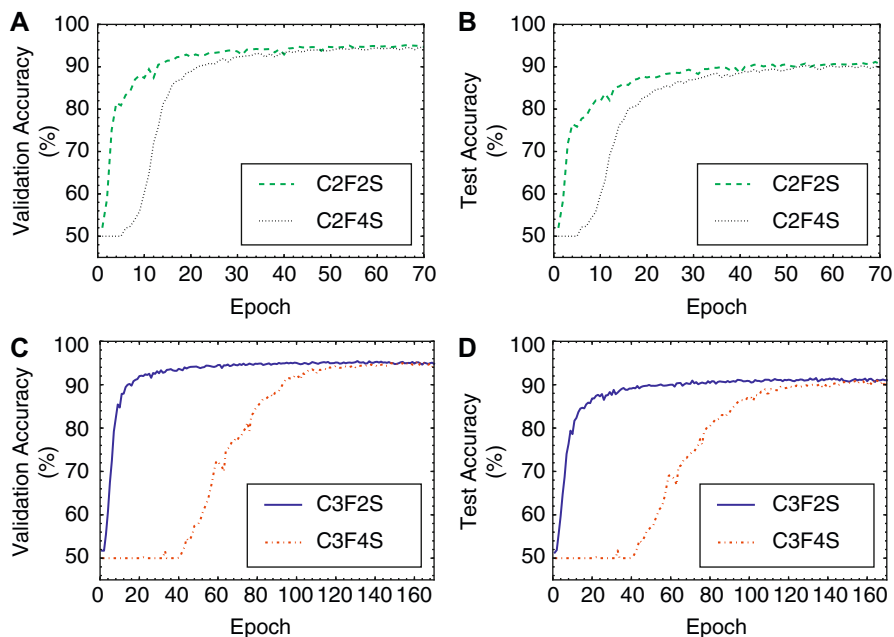 A
Validation Accuracy
(%)
100
90
80
70
60
50
0 10 20 30 40 50 60 70
Epoch
C2F2S
C2F4S
B
Test Accuracy
(%)
100
90
80
70
60
50
0 10 20 30 40 50 60 70
Epoch
C2F2S
C2F4S
C
Validation Accuracy
(%)
100
90
80
70
60
50
0 20 40 60 80 100 120 140 160
Epoch
C3F2S
C3F4S
D
Test Accuracy
(%)
100
90
80
70
60
50
0 20 40 60 80 100 120 140 160
Epoch
C3F2S
C3F4S